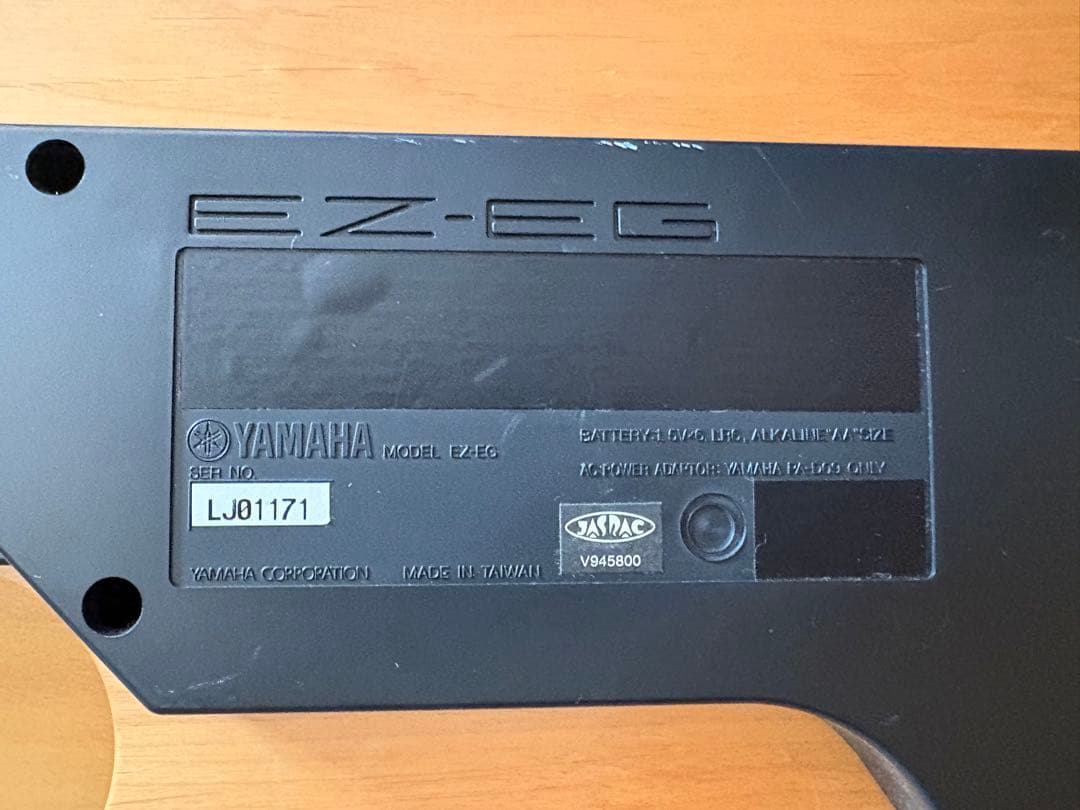 EZ-EG
YAMAHA MODEL EZ-EG
BATTERY:1.5V×6, LR6, ALKALINE"AA"SIZE
SER NO.
AC-POWER ADAPTOR: YAMAHA PA-D09 ONLY
LJ01171
JASRAC
V945800
YAMAHA CORPORATION MADE IN TAIWAN